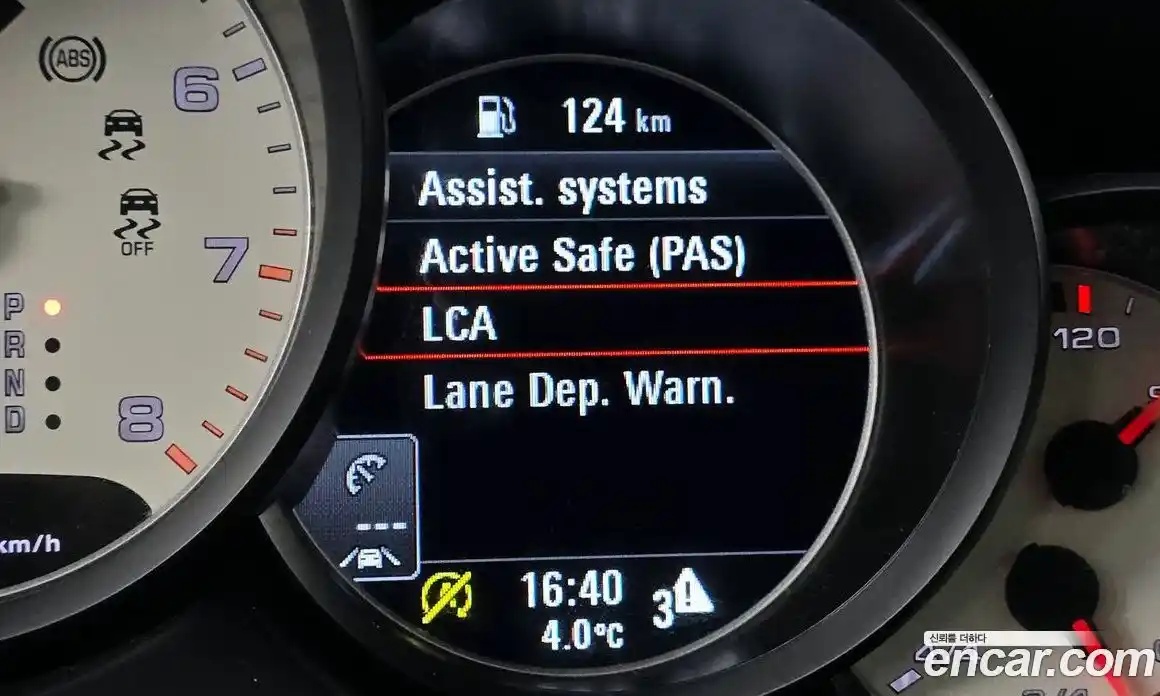 ABS
6
OFF
7
P
R
N
D
8
km/h
124 km
Assist. systems
Active Safe (PAS)
LCA
Lane Dep. Warn.
16:40
4.0°C
3
120
신뢰를 더하다
encar.com